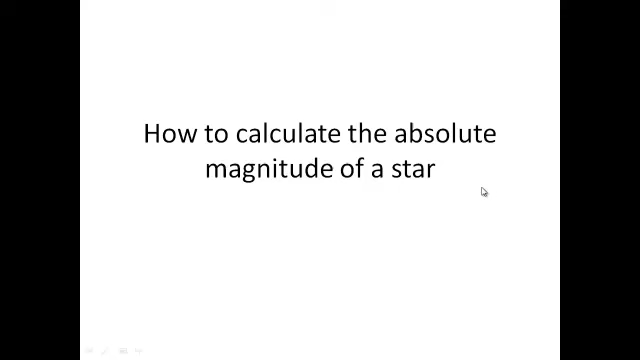 How to calculate the absolute
magnitude of a star